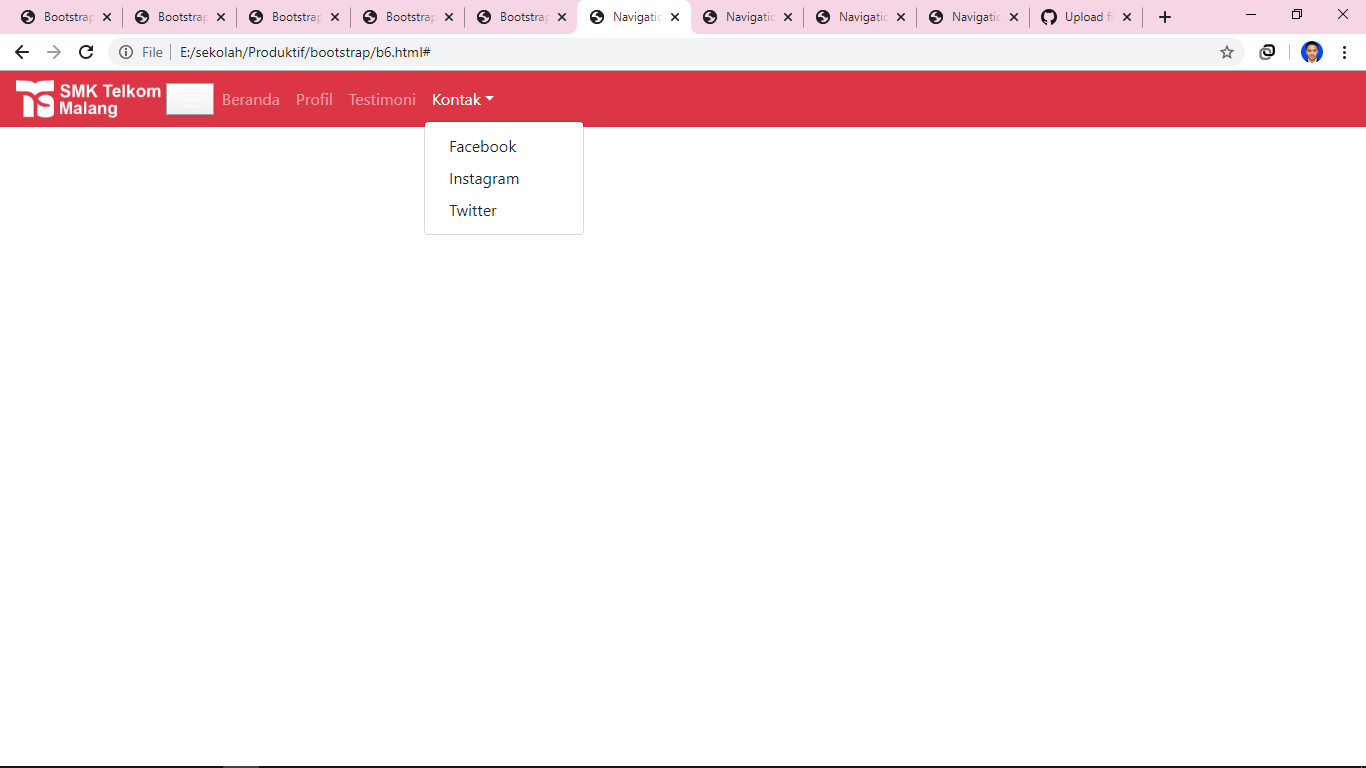 Bootstrap Bootstrap Bootstrap Bootstrap Bootstrap Navigatio Navigatio Navigatio Navigatio Upload fi
File E:/sekolah/Produktif/bootstrap/b6.html#
SMK Telkom
Malang
Beranda Profil Testimoni Kontak
Facebook
Instagram
Twitter